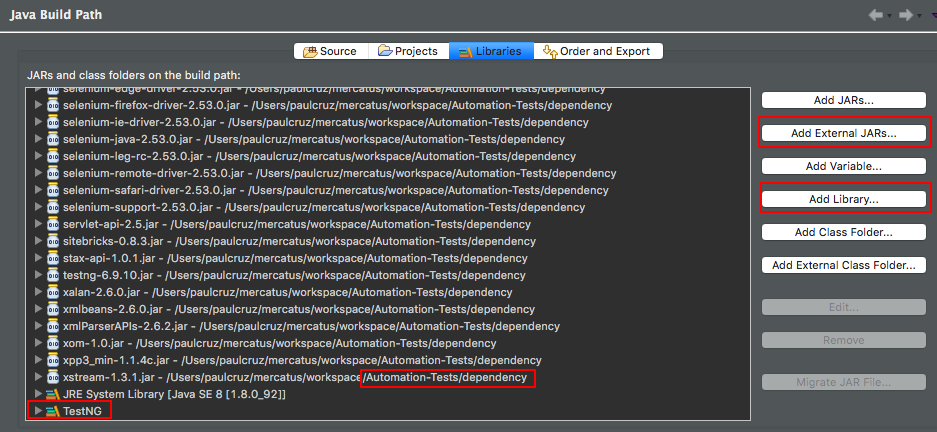 Java Build Path
Source
Projects
Libraries
Order and Export
JARs and class folders on the build path:
selenium-edge-driver-2.53.0.jar - /Users/paulcruz/mercatus/workspace/Automation-Tests/dependency
selenium-firefox-driver-2.53.0.jar - /Users/paulcruz/mercatus/workspace/Automation-Tests/dependency
selenium-ie-driver-2.53.0.jar - /Users/paulcruz/mercatus/workspace/Automation-Tests/dependency
selenium-java-2.53.0.jar - /Users/paulcruz/mercatus/workspace/Automation-Tests/dependency
selenium-leg-rc-2.53.0.jar - /Users/paulcruz/mercatus/workspace/Automation-Tests/dependency
selenium-remote-driver-2.53.0.jar - /Users/paulcruz/mercatus/workspace/Automation-Tests/dependency
selenium-safari-driver-2.53.0.jar - /Users/paulcruz/mercatus/workspace/Automation-Tests/dependency
selenium-support-2.53.0.jar - /Users/paulcruz/mercatus/workspace/Automation-Tests/dependency
servlet-api-2.5.jar - /Users/paulcruz/mercatus/workspace/Automation-Tests/dependency
sitebricks-0.8.3.jar - /Users/paulcruz/mercatus/workspace/Automation-Tests/dependency
stax-api-1.0.1.jar - /Users/paulcruz/mercatus/workspace/Automation-Tests/dependency
testng-6.9.10.jar - /Users/paulcruz/mercatus/workspace/Automation-Tests/dependency
xalan-2.6.0.jar - /Users/paulcruz/mercatus/workspace/Automation-Tests/dependency
xmlbeans-2.6.0.jar - /Users/paulcruz/mercatus/workspace/Automation-Tests/dependency
xmlParserAPIs-2.6.2.jar - /Users/paulcruz/mercatus/workspace/Automation-Tests/dependency
xom-1.0.jar - /Users/paulcruz/mercatus/workspace/Automation-Tests/dependency
xpp3_min-1.1.4c.jar - /Users/paulcruz/mercatus/workspace/Automation-Tests/dependency
xstream-1.3.1.jar - /Users/paulcruz/mercatus/workspace/Automation-Tests/dependency
JRE System Library [Java SE 8 [1.8.0_92]]
TestNG
Add JARs...
Add External JARs...
Add Variable...
Add Library...
Add Class Folder...
Add External Class Folder...
Edit...
Remove
Migrate JAR File...